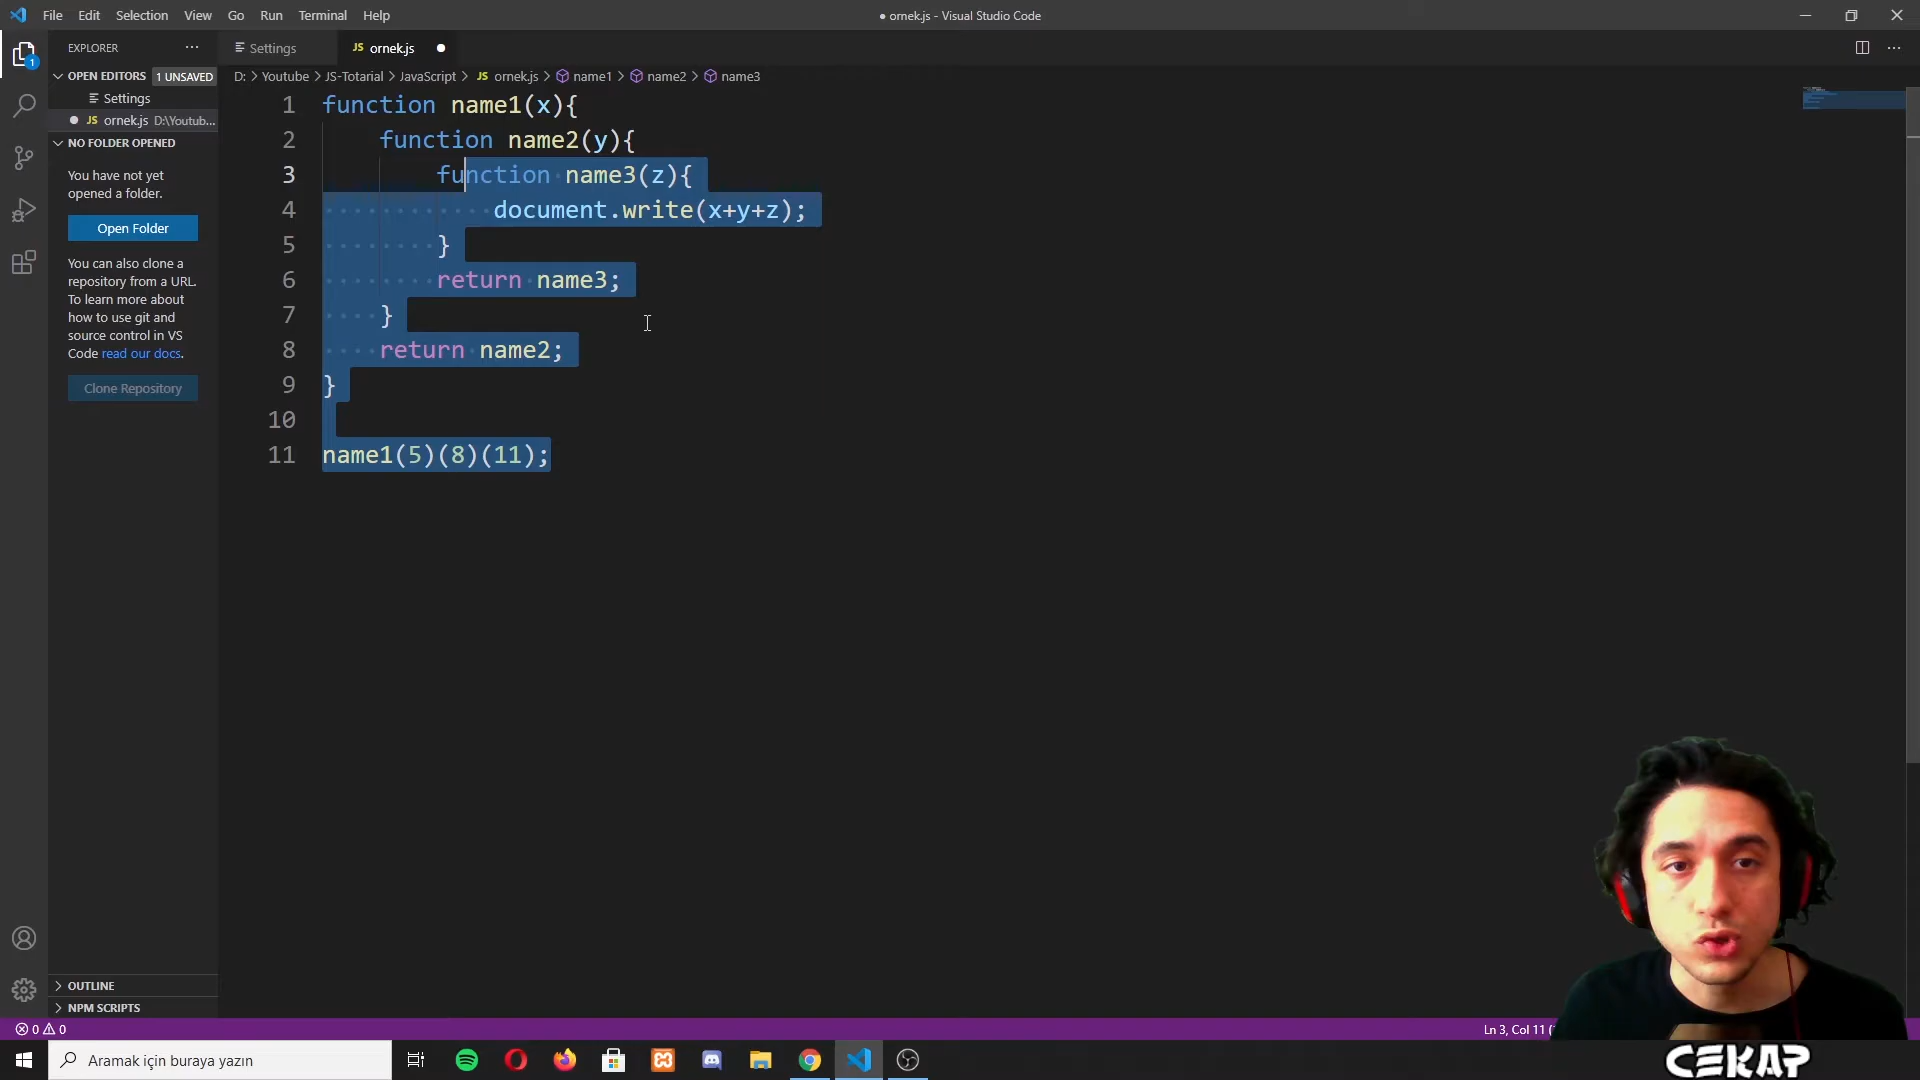 File Edit Selection View Go Run Terminal Help
● ornek.js - Visual Studio Code
EXPLORER
Settings
JS ornek.js
OPEN EDITORS 1 UNSAVED
Settings
JS ornek.js D:\Youtub...
NO FOLDER OPENED
You have not yet
opened a folder.
Open Folder
You can also clone a
repository from a URL.
To learn more about
how to use git and
source control in VS
Code read our docs.
Clone Repository
OUTLINE
NPM SCRIPTS
D: > Youtube > JS-Totarial > JavaScript > JS ornek.js > name1 > name2 > name3
1 function name1(x){
2 function name2(y){
3 function name3(z){
4 document.write(x+y+z);
5 }
6 return name3;
7 }
8 return name2;
9 }
10
11 name1(5)(8)(11);
1
0 0
Ln 3, Col 11
Aramak için buraya yazın
CEKAP